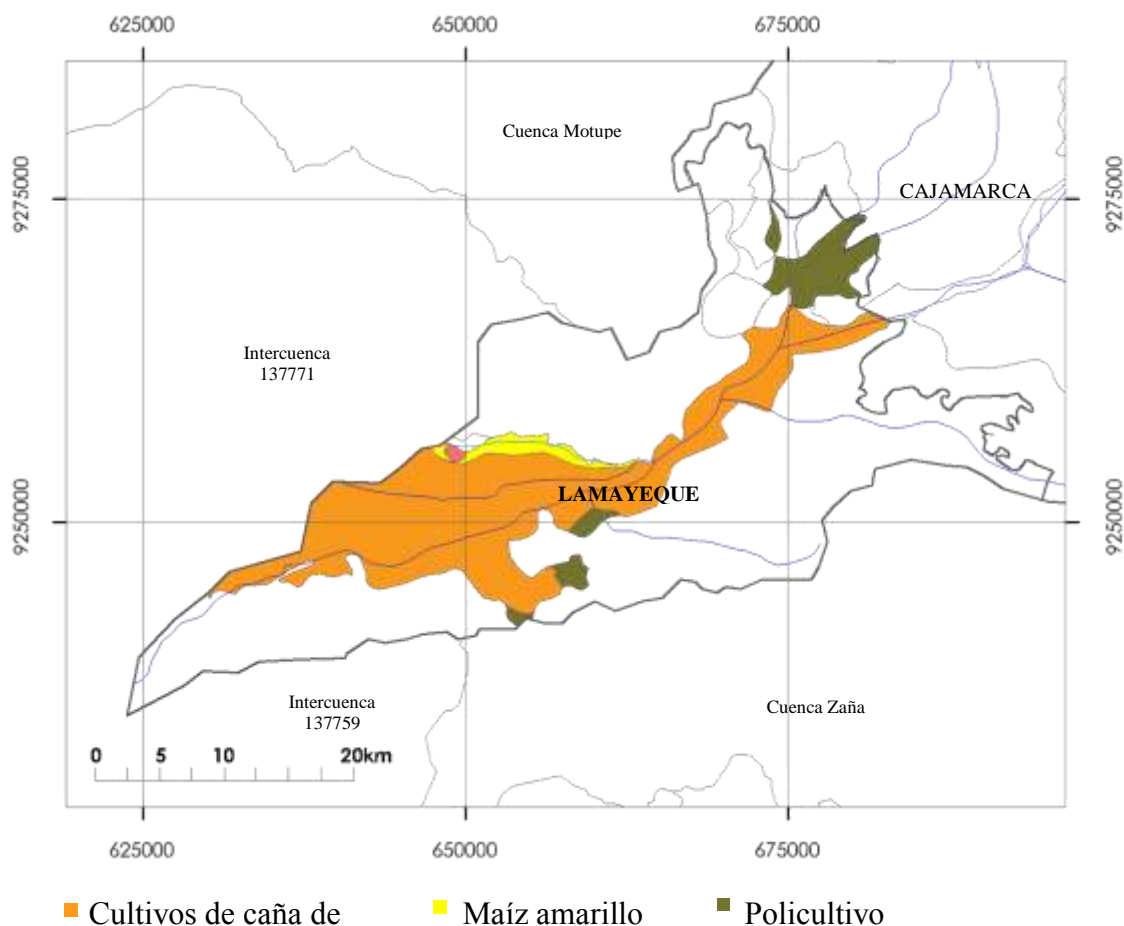 625000 650000 675000
Cuenca Motupe
9275000 CAJAMARCA 9275000
Intercuenca
137771
LAMAYEQUE
9250000 9250000
Intercuenca
137759
Cuenca Zaña
0 5 10 20km
625000 650000 675000
Cultivos de caña de Maíz amarillo Policultivo